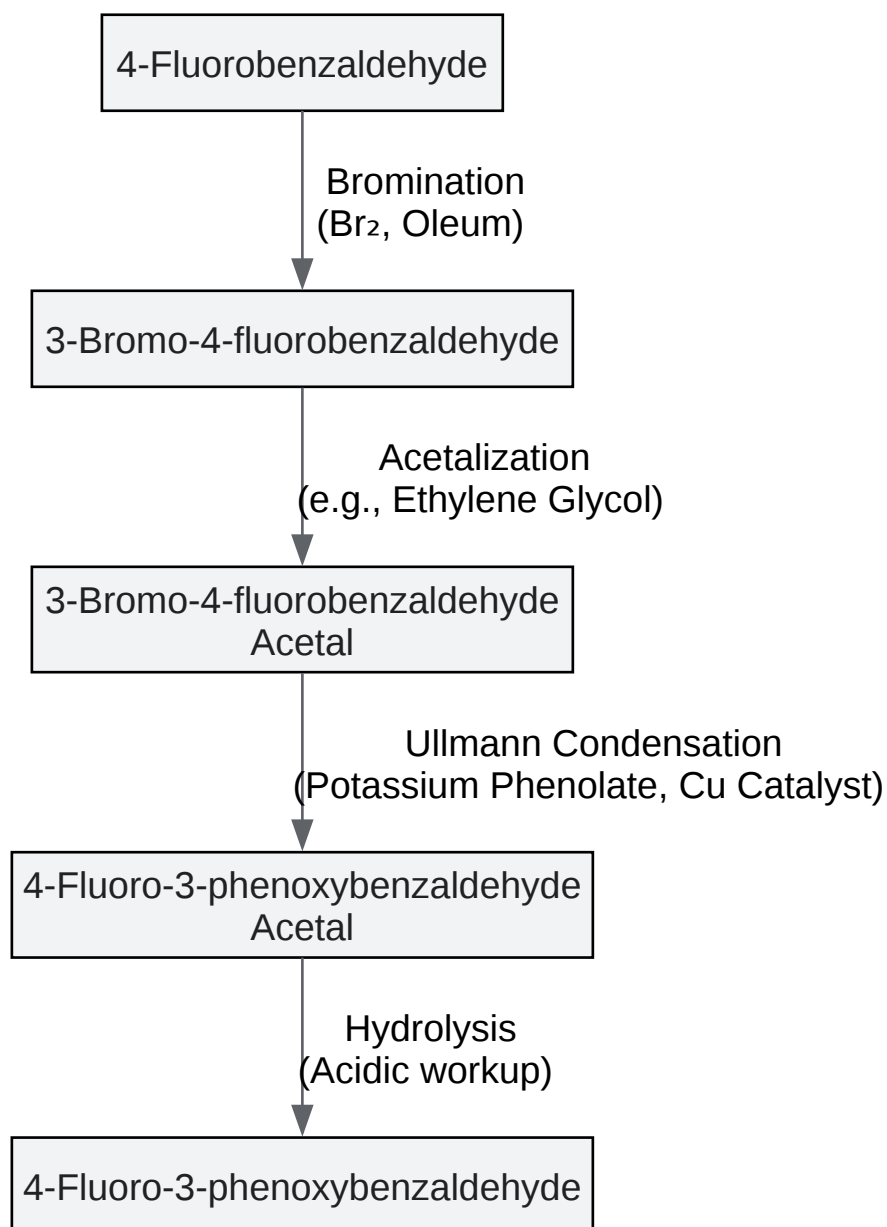 4-Fluorobenzaldehyde
Bromination
(Br₂, Oleum)
3-Bromo-4-fluorobenzaldehyde
Acetalization
(e.g., Ethylene Glycol)
3-Bromo-4-fluorobenzaldehyde
Acetal
Ullmann Condensation
(Potassium Phenolate, Cu Catalyst)
4-Fluoro-3-phenoxybenzaldehyde
Acetal
Hydrolysis
(Acidic workup)
4-Fluoro-3-phenoxybenzaldehyde